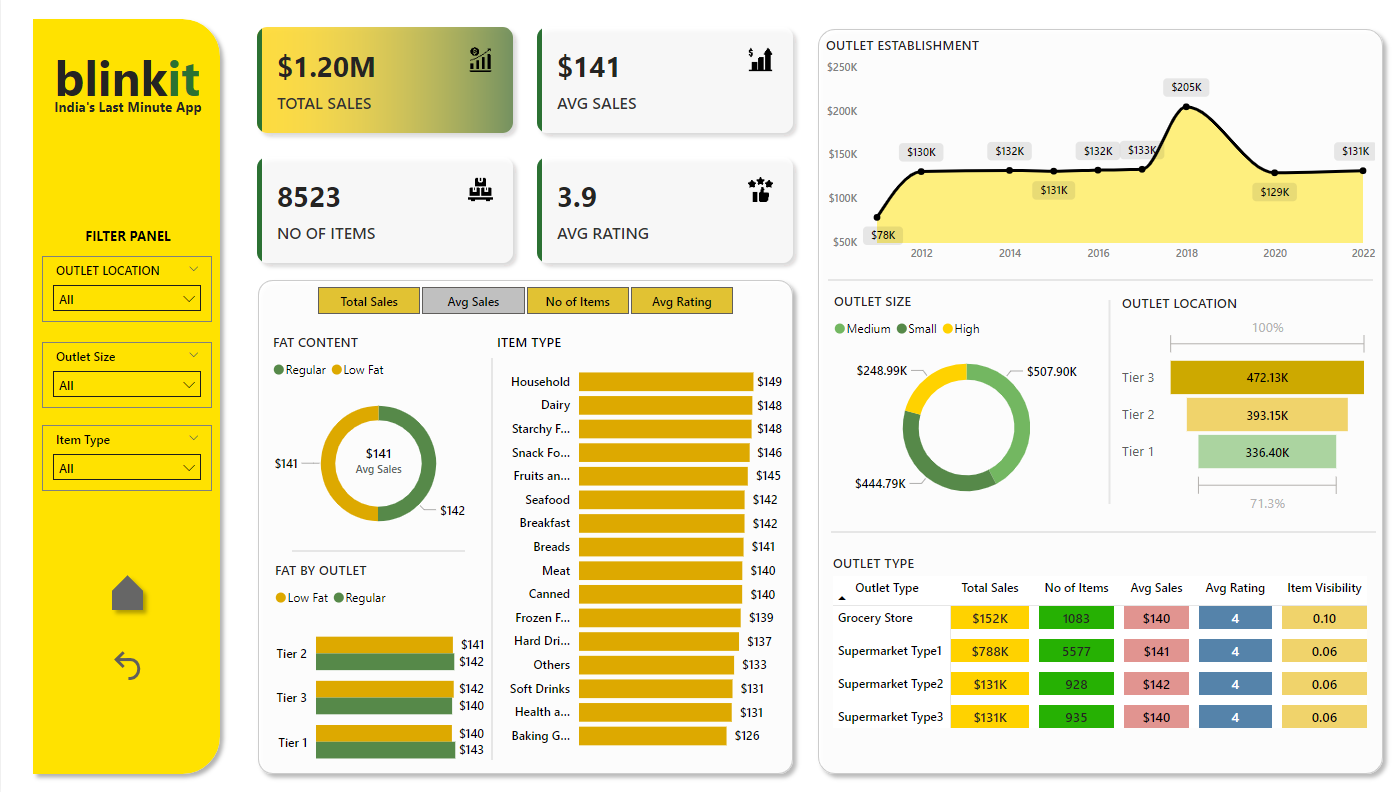 blinkit
India's Last Minute App
FILTER PANEL
OUTLET LOCATION
All
Outlet Size
All
Item Type
All
$1.20M
TOTAL SALES
$141
AVG SALES
8523
NO OF ITEMS
3.9
AVG RATING
Total Sales Avg Sales No of Items Avg Rating
FAT CONTENT
Regular Low Fat
$141
Avg Sales
$141
$142
FAT BY OUTLET
Low Fat Regular
Tier 2 $141
$142
Tier 3 $142
$140
Tier 1 $140
$143
ITEM TYPE
Household $149
Dairy $148
Starchy F... $148
Snack Fo... $146
Fruits an... $145
Seafood $142
Breakfast $142
Breads $141
Meat $140
Canned $140
Frozen F... $139
Hard Dri... $137
Others $133
Soft Drinks $131
Health a... $131
Baking G... $126
OUTLET ESTABLISHMENT
$250K
$200K
$150K
$100K
$50K
$78K $130K $132K $131K $132K $133K $205K $129K $131K
2012 2014 2016 2018 2020 2022
OUTLET SIZE
Medium Small High
$248.99K $507.90K
$444.79K
OUTLET LOCATION
100%
Tier 3 472.13K
Tier 2 393.15K
Tier 1 336.40K
71.3%
OUTLET TYPE
Outlet Type Total Sales No of Items Avg Sales Avg Rating Item Visibility
Grocery Store $152K 1083 $140 4 0.10
Supermarket Type1 $788K 5577 $141 4 0.06
Supermarket Type2 $131K 928 $142 4 0.06
Supermarket Type3 $131K 935 $140 4 0.06